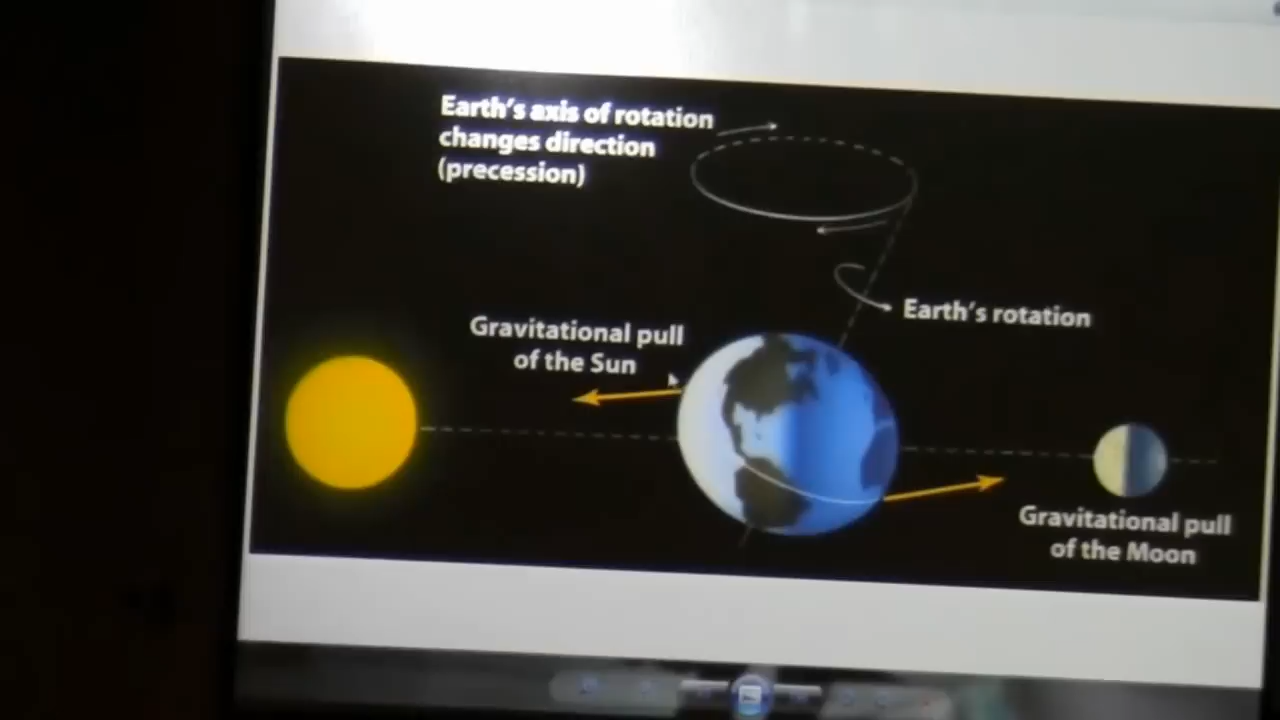 Earth's axis of rotation
changes direction
(precession)
Earth's rotation
Gravitational pull
of the Sun
Gravitational pull
of the Moon